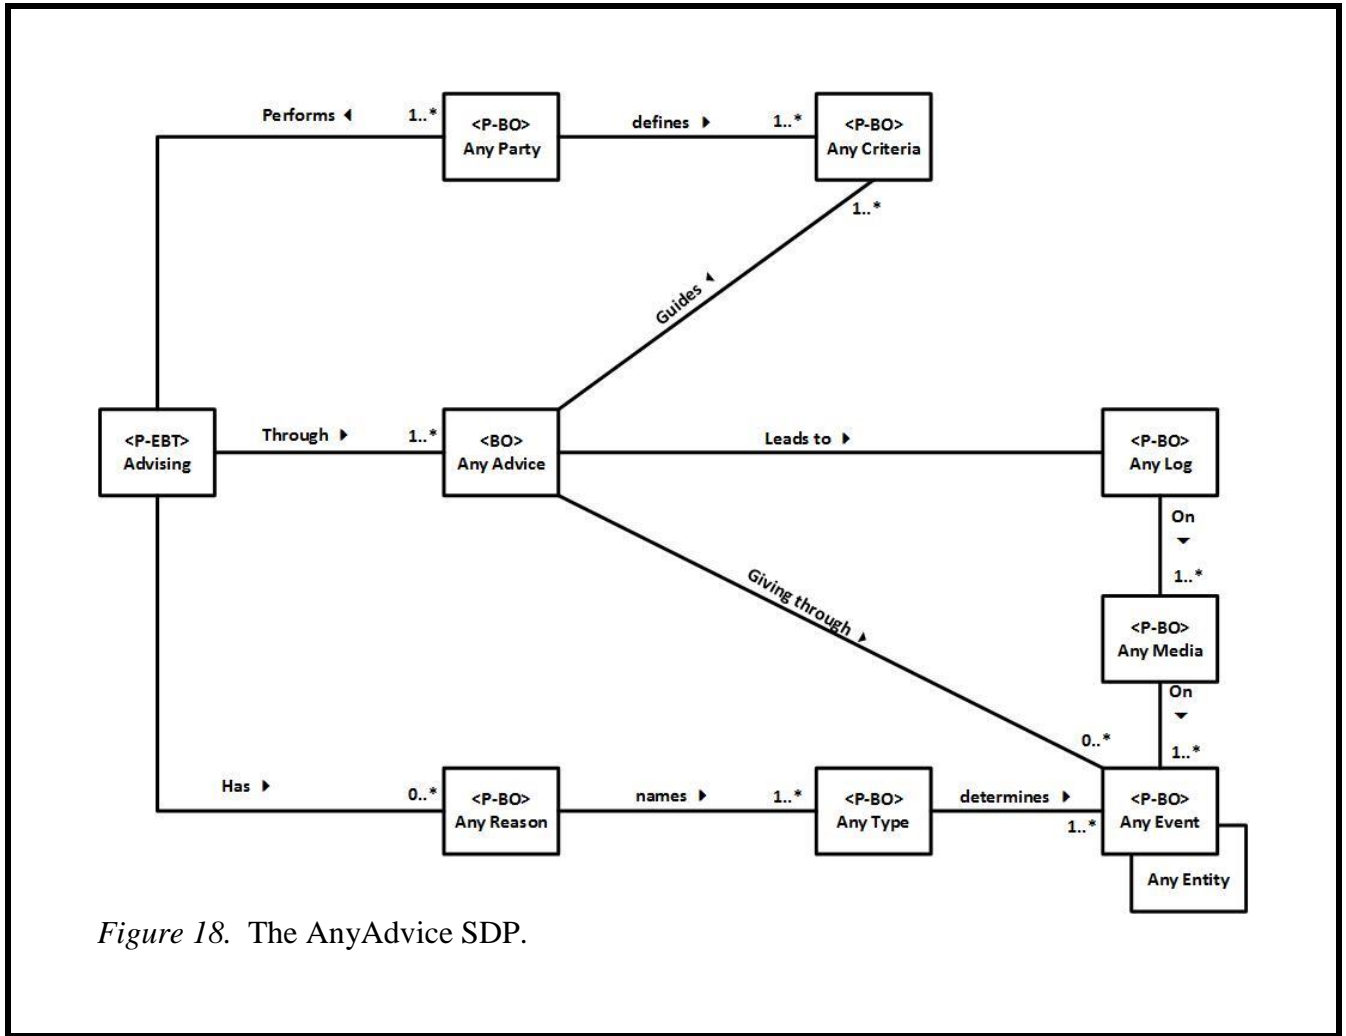 Performs ◀ 1..*
<P-BO>
Any Party
defines ▶ 1..*
<P-BO>
Any Criteria
1..*
Guides
<P-EBT>
Advising
Through ▶ 1..*
<BO>
Any Advice
Leads to ▶
<P-BO>
Any Log
On
1..*
<P-BO>
Any Media
On
1..*
Giving through
0..*
Has ▶ 0..*
<P-BO>
Any Reason
names ▶ 1..*
<P-BO>
Any Type
determines ▶
1..*
<P-BO>
Any Event
Any Entity
Figure 18. The AnyAdvice SDP.